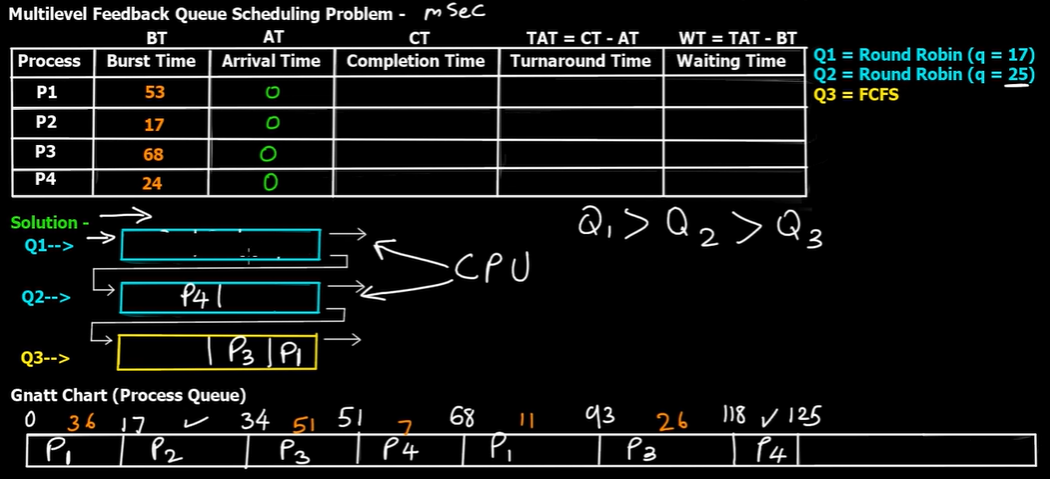 Multilevel Feedback Queue Scheduling Problem - mSec
BT AT CT TAT = CT - AT WT = TAT - BT
Process Burst Time Arrival Time Completion Time Turnaround Time Waiting Time
P1 53 0
P2 17 0
P3 68 0
P4 24 0
Q1 = Round Robin (q = 17)
Q2 = Round Robin (q = 25)
Q3 = FCFS
Solution -
Q1-->
Q2--> P4
Q3--> P3 P1
CPU
Q1 > Q2 > Q3
Gnatt Chart (Process Queue)
0 36 17 ✓ 34 51 51 7 68 11 93 26 118 ✓ 125
P1 P2 P3 P4 P1 P3 P4